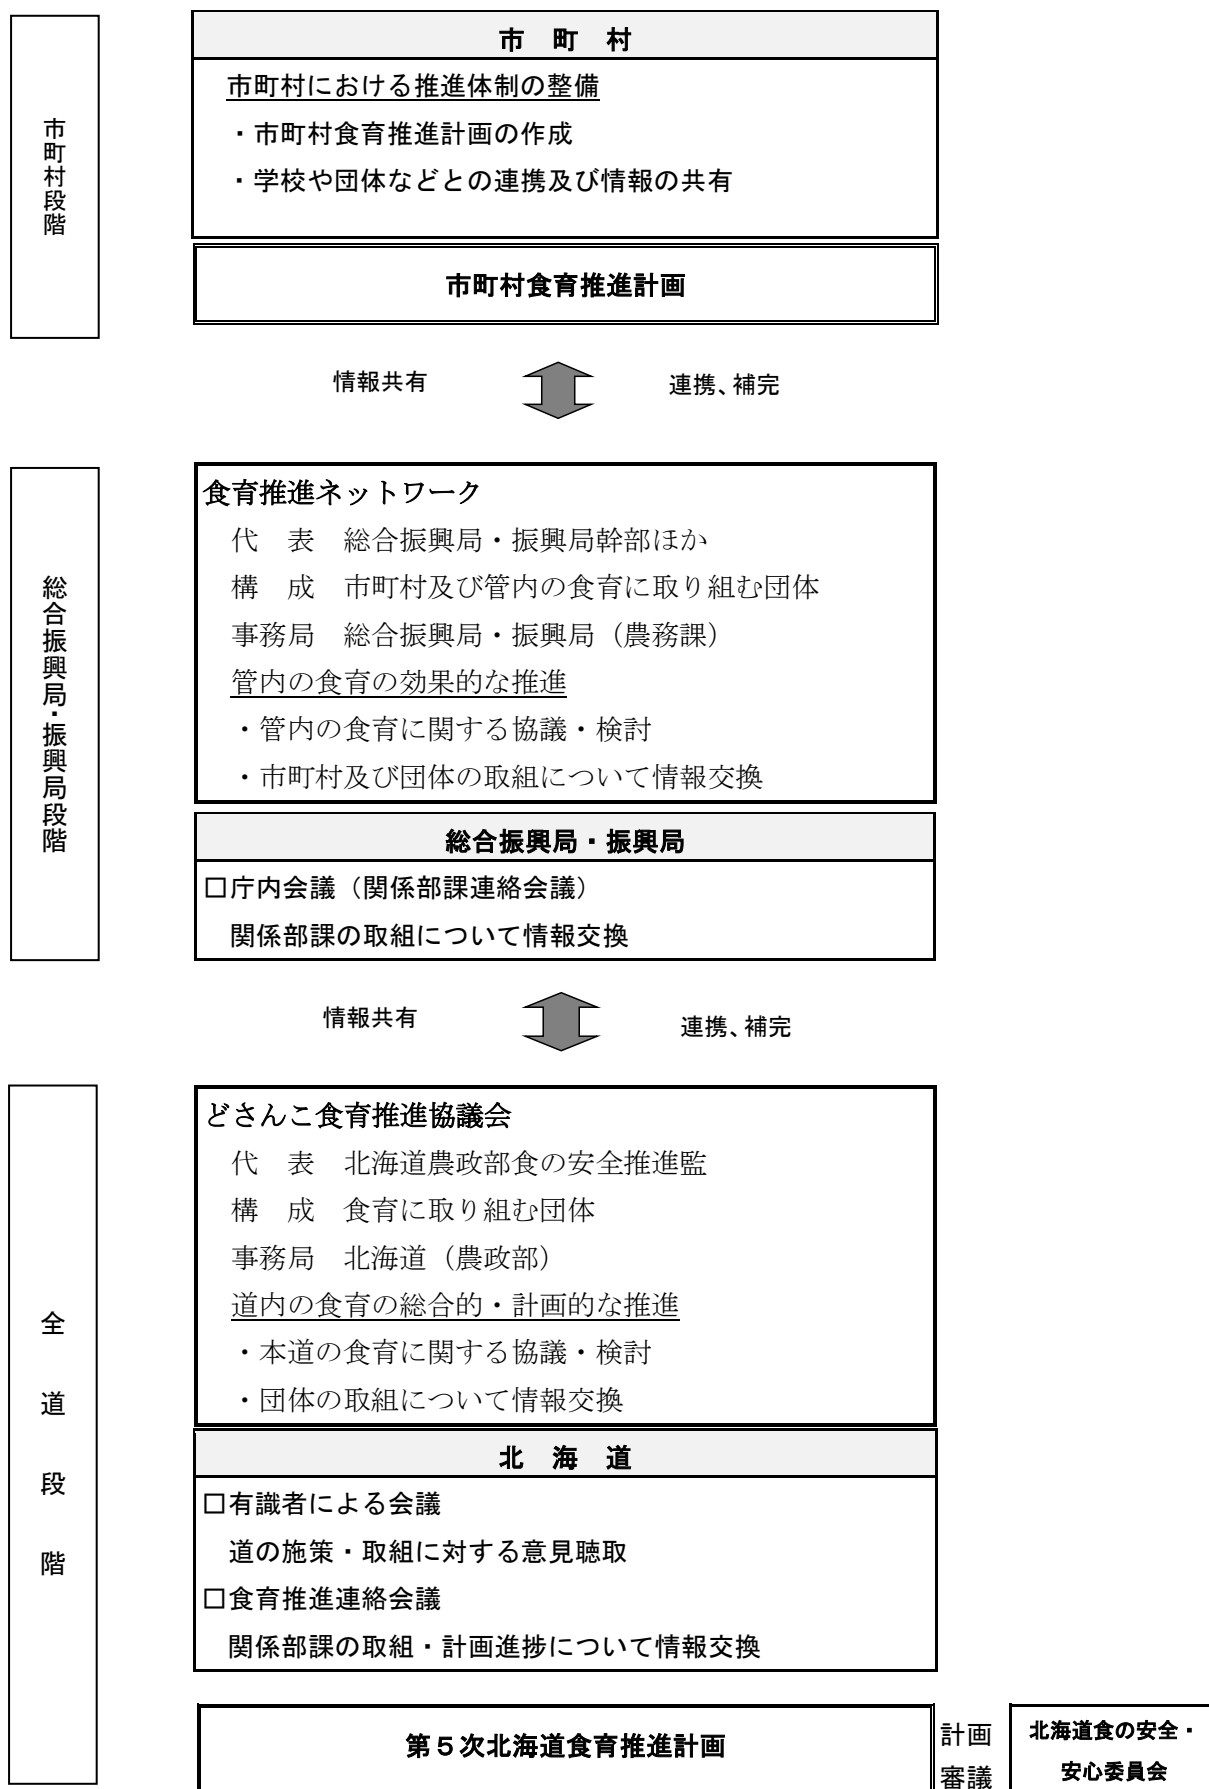 市町村段階
市　町　村
市町村における推進体制の整備
・市町村食育推進計画の作成
・学校や団体などとの連携及び情報の共有
市町村食育推進計画
情報共有
連携、補完
総合振興局・振興局段階
食育推進ネットワーク
代　表　総合振興局・振興局幹部ほか
構　成　市町村及び管内の食育に取り組む団体
事務局　総合振興局・振興局（農務課）
管内の食育の効果的な推進
・管内の食育に関する協議・検討
・市町村及び団体の取組について情報交換
総合振興局・振興局
□庁内会議（関係部課連絡会議）
関係部課の取組について情報交換
情報共有
連携、補完
全道段階
どさんこ食育推進協議会
代　表　北海道農政部食の安全推進監
構　成　食育に取り組む団体
事務局　北海道（農政部）
道内の食育の総合的・計画的な推進
・本道の食育に関する協議・検討
・団体の取組について情報交換
北　海　道
□有識者による会議
道の施策・取組に対する意見聴取
□食育推進連絡会議
関係部課の取組・計画進捗について情報交換
第５次北海道食育推進計画
計画
審議
北海道食の安全・
安心委員会